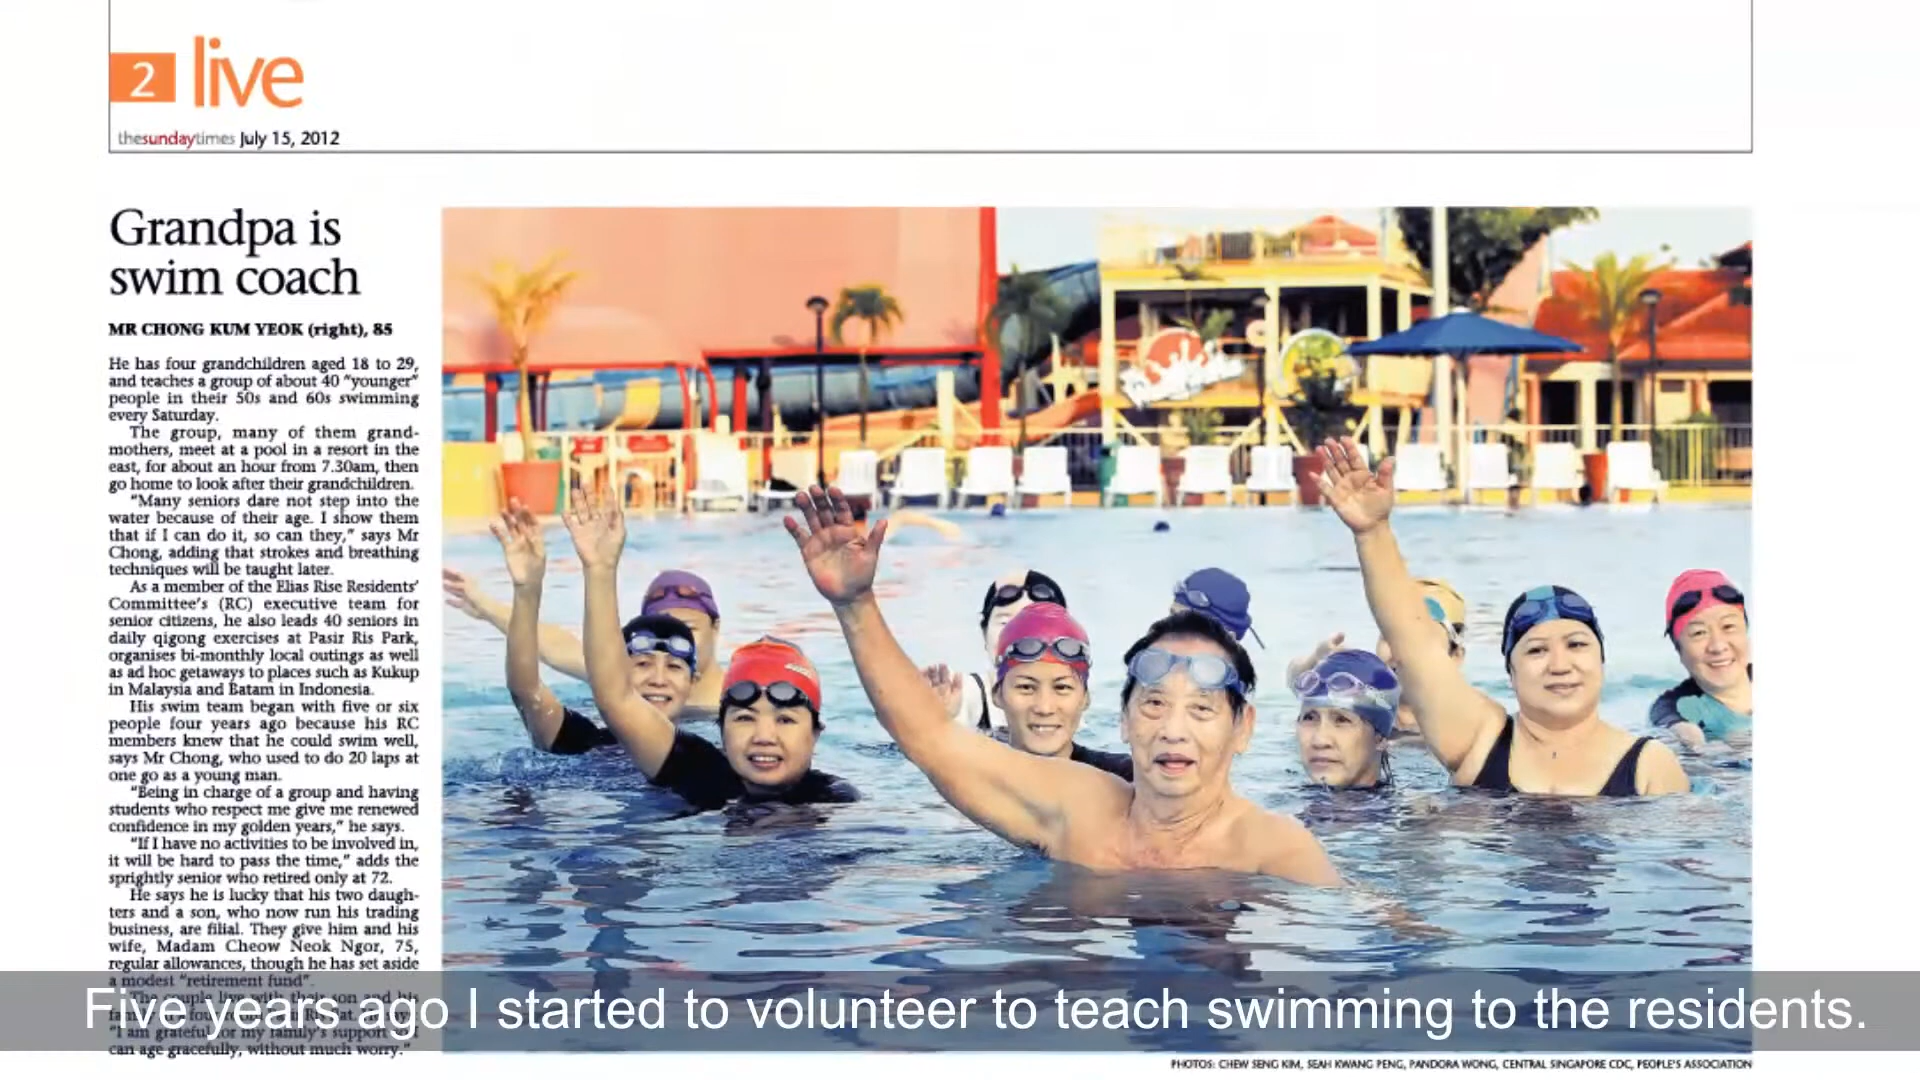 2 live
thesundaytimes July 15, 2012
Grandpa is
swim coach
MR CHONG KUM YEOK (right), 85
He has four grandchildren aged 18 to 29,
and teaches a group of about 40 "younger"
people in their 50s and 60s swimming
every Saturday.
The group, many of them grand-
mothers, meet at a pool in a resort in the
east, for about an hour from 7.30am, then
go home to look after their grandchildren.
"Many seniors dare not step into the
water because of their age. I show them
that if I can do it, so can they," says Mr
Chong, adding that strokes and breathing
techniques will be taught later.
As a member of the Elias Rise Residents'
Committee's (RC) executive team for
senior citizens, he also leads 40 seniors in
daily qigong exercises at Pasir Ris Park,
organises bi-monthly local outings as well
as ad hoc getaways to places such as Kukup
in Malaysia and Batam in Indonesia.
His swim team began with five or six
people four years ago because his RC
members knew that he could swim well,
says Mr Chong, who used to do 20 laps at
one go as a young man.
"Being in charge of a group and having
students who respect me give me renewed
confidence in my golden years," he says.
"If I have no activities to be involved in,
it will be hard to pass the time," adds the
sprightly senior who retired only at 72.
He says he is lucky that his two daugh-
ters and a son, who now run his trading
business, are filial. They give him and his
wife, Madam Cheow Neok Ngor, 75,
regular allowances, though he has set aside
a modest "retirement fund".
The couple live with their son and his
"I am grateful for my family's support
can age gracefully, without much worry."
Five years ago I started to volunteer to teach swimming to the residents.
PHOTOS: CHEW SENG KIM, SEAH KWANG PENG, PANDORA WONG, CENTRAL SINGAPORE CDC, PEOPLE'S ASSOCIATION